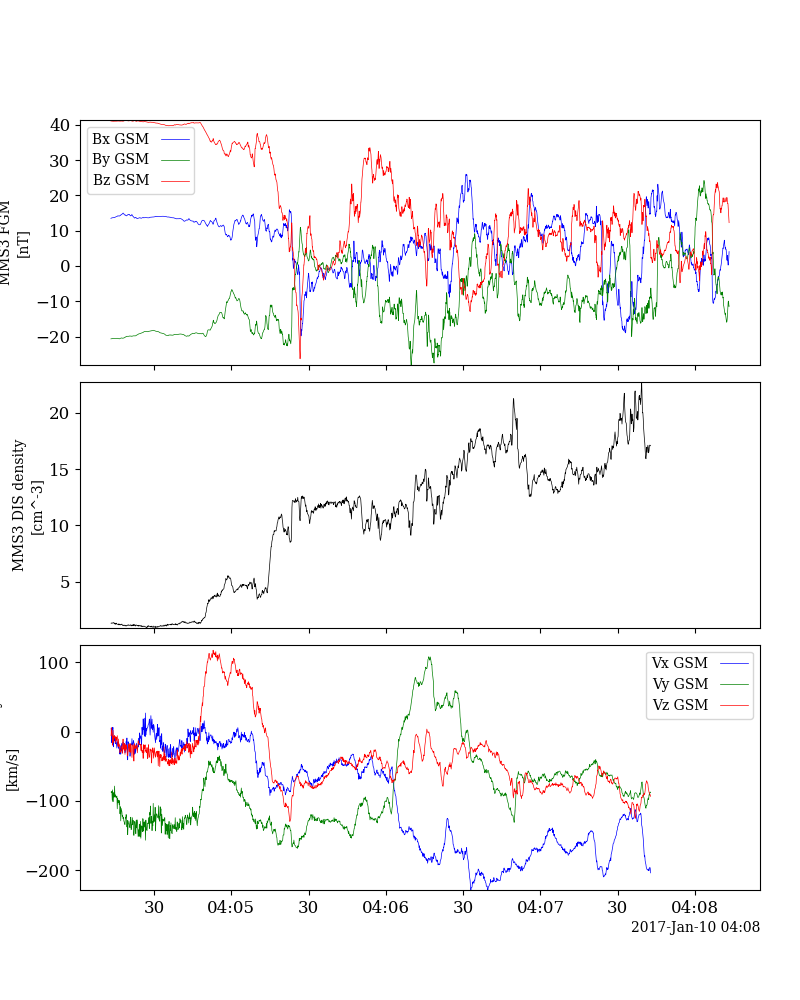 40
30
20
10
0
−10
−20
MMS3 FGM
[nT]
Bx GSM
By GSM
Bz GSM
20
15
10
5
MMS3 DIS density
[cm^-3]
100
0
−100
−200
[km/s]
Vx GSM
Vy GSM
Vz GSM
30
04:05
30
04:06
30
04:07
30
04:08
2017-Jan-10 04:08